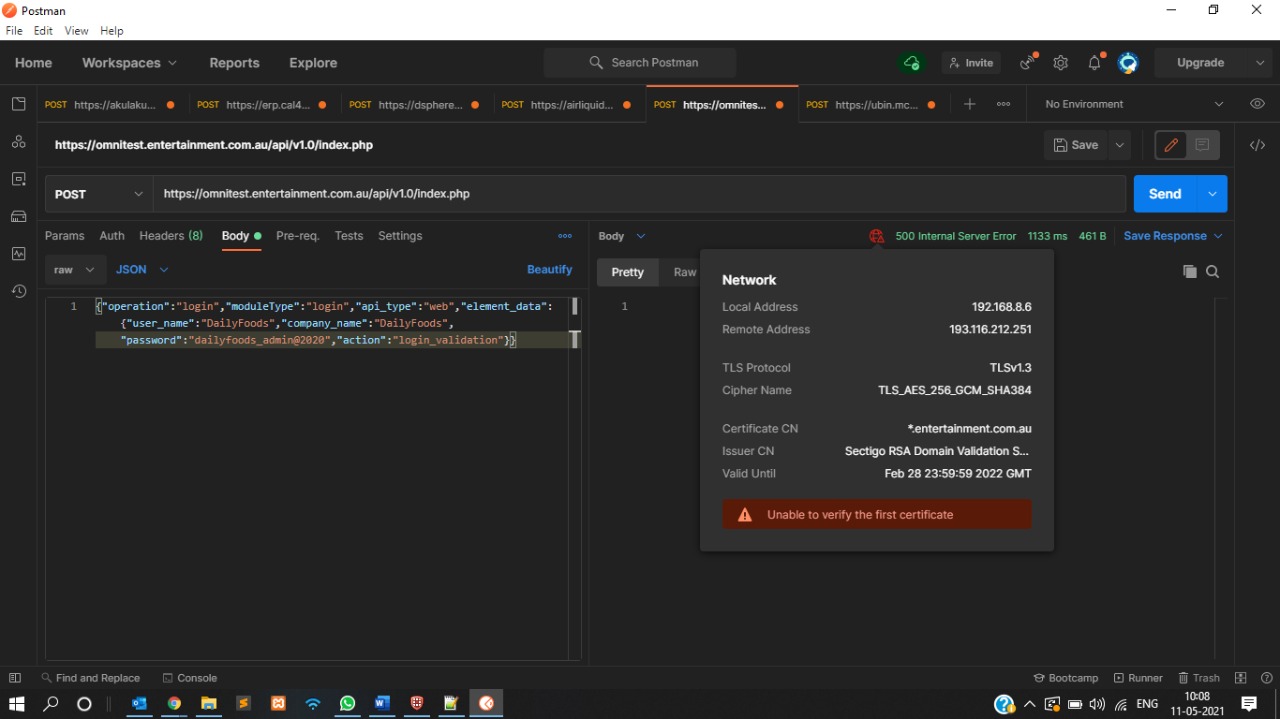 Postman
File Edit View Help
Home Workspaces Reports Explore Search Postman Invite Upgrade
POST https://akulaku... POST https://erp.cal4... POST https://dsphere... POST https://airliquid... POST https://omnites... POST https://ubin.mc... No Environment
https://omnitest.entertainment.com.au/api/v1.0/index.php Save
POST https://omnitest.entertainment.com.au/api/v1.0/index.php Send
Params Auth Headers (8) Body Pre-req. Tests Settings
raw JSON Beautify
1 {"operation":"login","moduleType":"login","api_type":"web","element_data":
{"user_name":"DailyFoods","company_name":"DailyFoods",
"password":"dailyfoods_admin@2020","action":"login_validation"}}
Body 500 Internal Server Error 1133 ms 461 B Save Response
Pretty Raw
1
Network
Local Address 192.168.8.6
Remote Address 193.116.212.251
TLS Protocol TLSv1.3
Cipher Name TLS_AES_256_GCM_SHA384
Certificate CN *.entertainment.com.au
Issuer CN Sectigo RSA Domain Validation S...
Valid Until Feb 28 23:59:59 2022 GMT
Unable to verify the first certificate
Find and Replace Console Bootcamp Runner Trash
ENG 10:08
11-05-2021